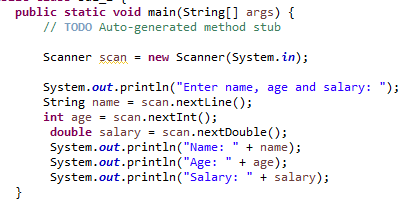 public static void main(String[] args) {
// TODO Auto-generated method stub
Scanner scan = new Scanner(System.in);
System.out.println("Enter name, age and salary: ");
String name = scan.nextLine();
int age = scan.nextInt();
double salary = scan.nextDouble();
System.out.println("Name: " + name);
System.out.println("Age: " + age);
System.out.println("Salary: " + salary);
}